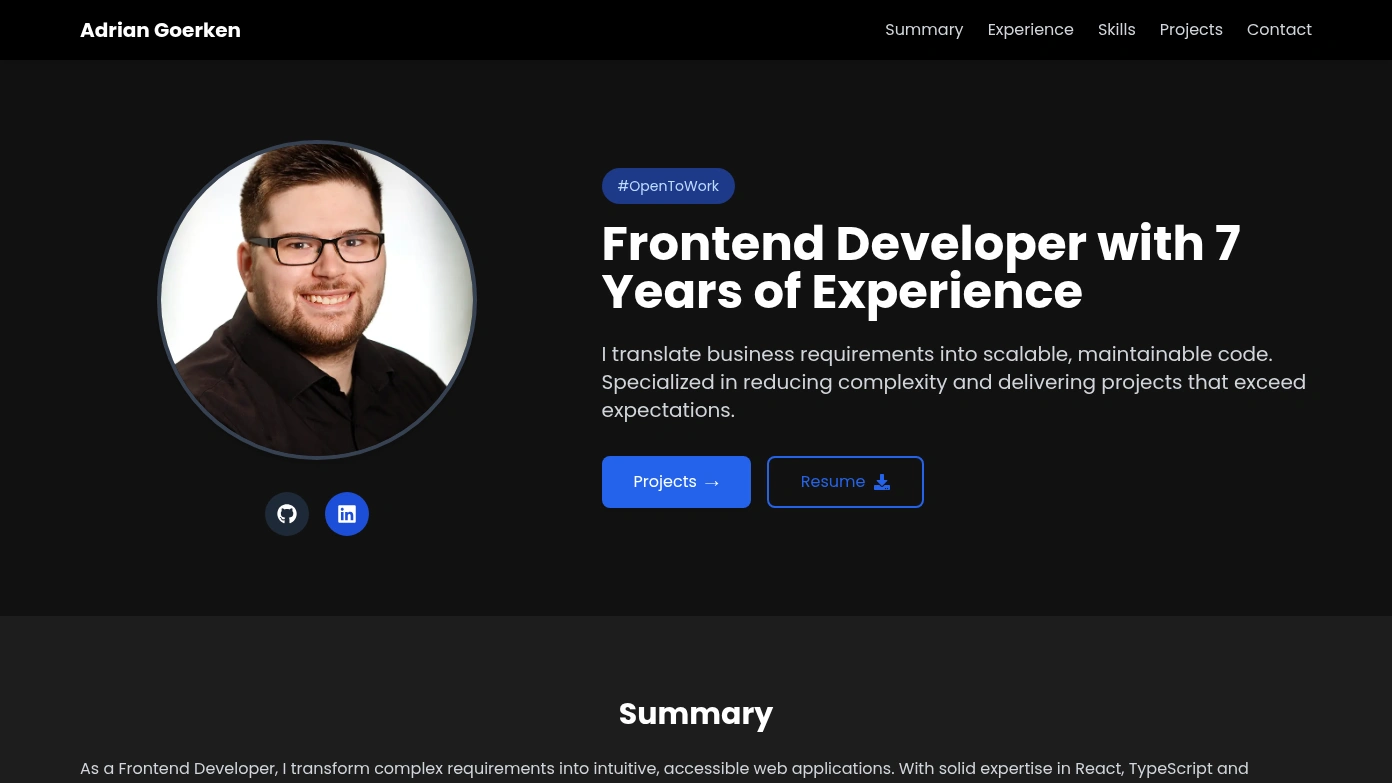 Adrian Goerken
Summary
Experience
Skills
Projects
Contact
#OpenToWork
Frontend Developer with 7
Years of Experience
I translate business requirements into scalable, maintainable code.
Specialized in reducing complexity and delivering projects that exceed
expectations.
Projects →
Resume
Summary
As a Frontend Developer, I transform complex requirements into intuitive, accessible web applications. With solid expertise in React, TypeScript and